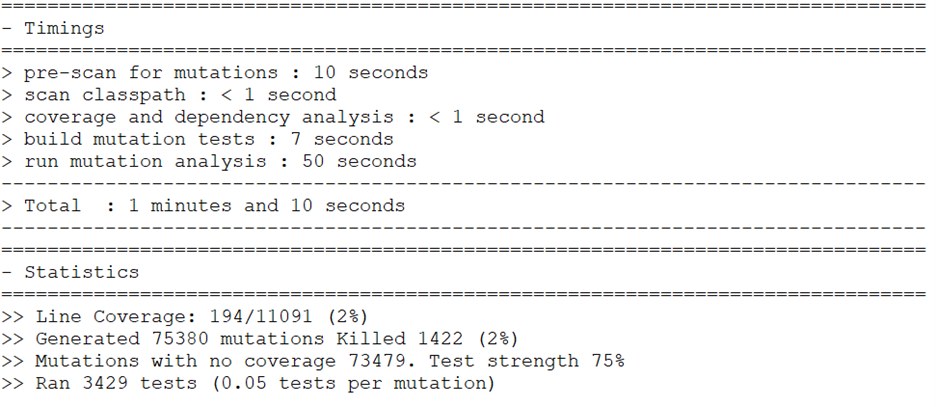 ================================================================================
- Timings
================================================================================
> pre-scan for mutations : 10 seconds
> scan classpath : < 1 second
> coverage and dependency analysis : < 1 second
> build mutation tests : 7 seconds
> run mutation analysis : 50 seconds
--------------------------------------------------------------------------------
> Total  : 1 minutes and 10 seconds
--------------------------------------------------------------------------------
================================================================================
- Statistics
================================================================================
>> Line Coverage: 194/11091 (2%)
>> Generated 75380 mutations Killed 1422 (2%)
>> Mutations with no coverage 73479. Test strength 75%
>> Ran 3429 tests (0.05 tests per mutation)